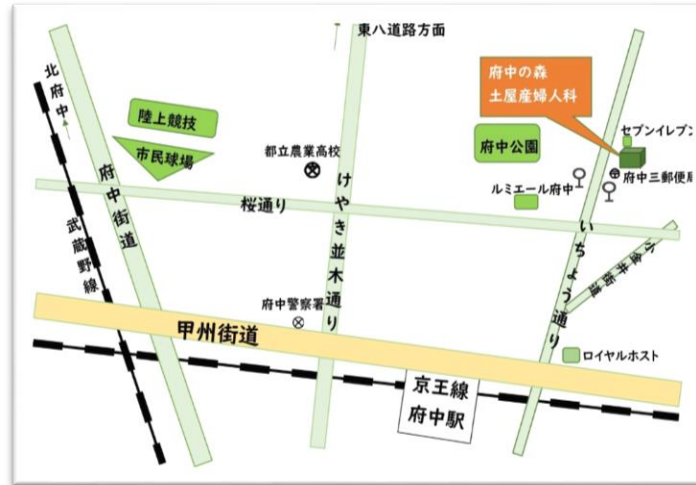 東八道路方面
北府中
府中の森
土屋産婦人科
陸上競技
セブンイレブン
府中公園
市民球場
都立農業高校
府中三郵便局
ルミエール府中
府中街道
桜通り
けやき並木通り
いちょう通り
小金井街道
武蔵野線
府中警察署
甲州街道
ロイヤルホスト
京王線
府中駅